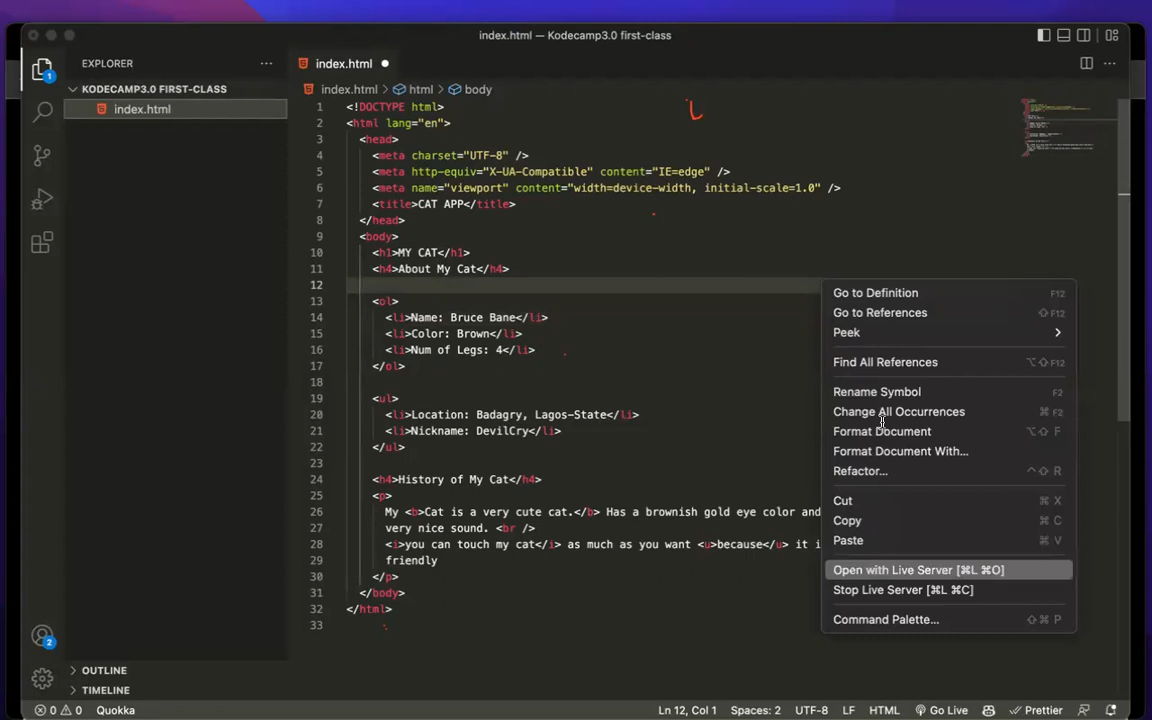 index.html — Kodecamp3.0 first-class
EXPLORER
1
KODECAMP3.0 FIRST-CLASS
index.html
index.html
index.html > html > body
1 <!DOCTYPE html>
2 <html lang="en">
3 <head>
4 <meta charset="UTF-8" />
5 <meta http-equiv="X-UA-Compatible" content="IE=edge" />
6 <meta name="viewport" content="width=device-width, initial-scale=1.0" />
7 <title>CAT APP</title>
8 </head>
9 <body>
10 <h1>MY CAT</h1>
11 <h4>About My Cat</h4>
12
13 <ol>
14 <li>Name: Bruce Bane</li>
15 <li>Color: Brown</li>
16 <li>Num of Legs: 4</li>
17 </ol>
18
19 <ul>
20 <li>Location: Badagry, Lagos-State</li>
21 <li>Nickname: DevilCry</li>
22 </ul>
23
24 <h4>History of My Cat</h4>
25 <p>
26 My <b>Cat is a very cute cat.</b> Has a brownish gold eye color and
27 very nice sound. <br />
28 <i>you can touch my cat</i> as much as you want <u>because</u> it i
29 friendly
30 </p>
31 </body>
32 </html>
33
Go to Definition F12
Go to References ⇧F12
Peek >
Find All References ⌥⇧F12
Rename Symbol F2
Change All Occurrences ⌘F2
Format Document ⌥⇧F
Format Document With...
Refactor... ^⇧R
Cut ⌘X
Copy ⌘C
Paste ⌘V
Open with Live Server [⌘L ⌘O]
Stop Live Server [⌘L ⌘C]
Command Palette... ⇧⌘P
2
OUTLINE
TIMELINE
0 0 Quokka Ln 12, Col 1 Spaces: 2 UTF-8 LF HTML Go Live Prettier